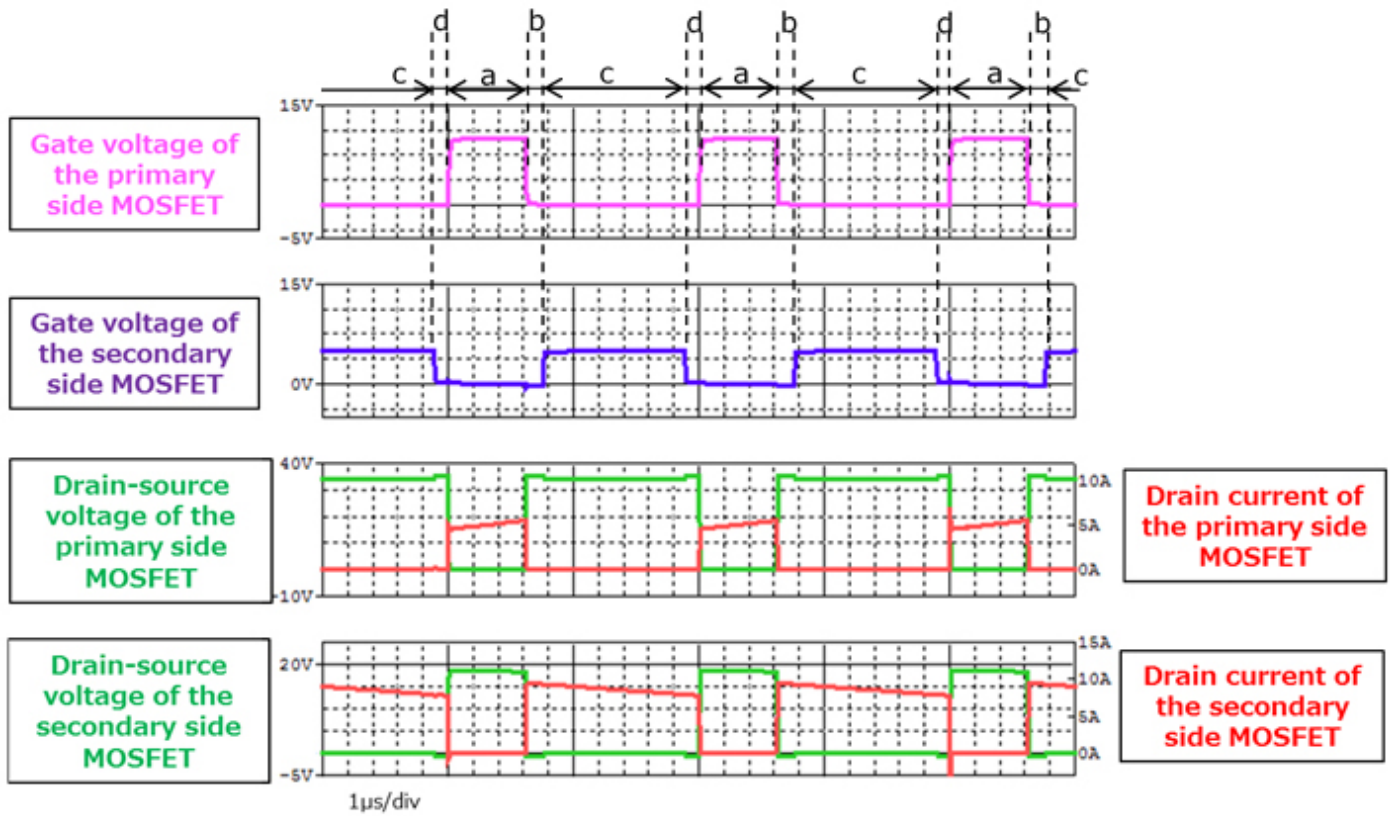 d b d b d b
c a c a c a c
15V
Gate voltage of
the primary
side MOSFET
-5V
15V
Gate voltage of
the secondary
side MOSFET
0V
40V
Drain-source
voltage of the
primary side
MOSFET
-10V
10A
5A
0A
Drain current of
the primary side
MOSFET
20V
Drain-source
voltage of the
secondary side
MOSFET
-5V
15A
10A
5A
0A
Drain current of
the secondary
side MOSFET
1μs/div